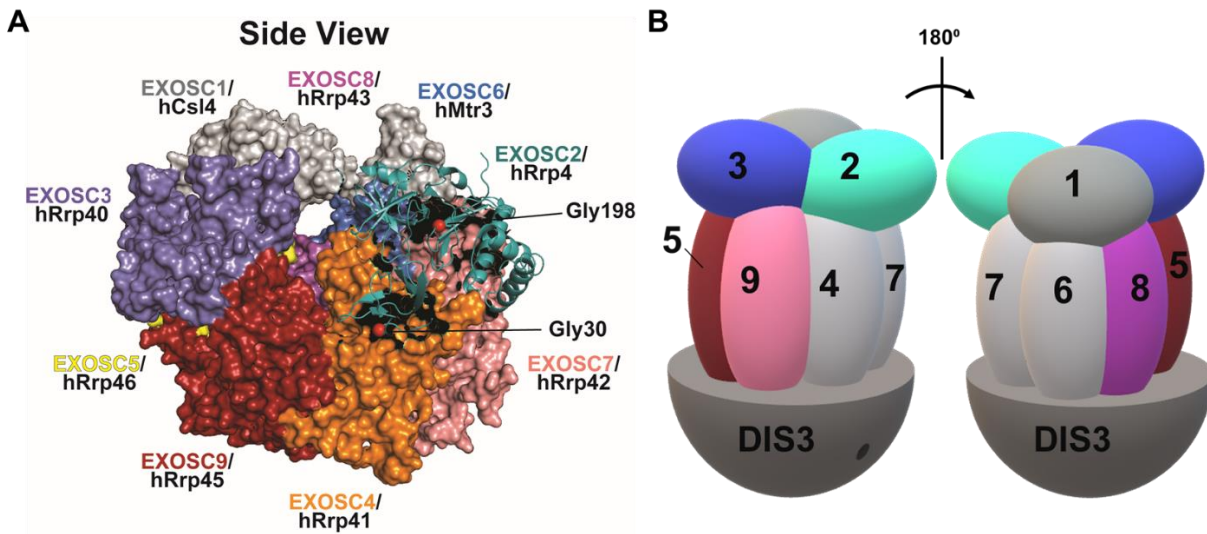 A
Side View
EXOSC1/
hCsl4
EXOSC8/
hRrp43
EXOSC6/
hMtr3
EXOSC2/
hRrp4
EXOSC3/
hRrp40
Gly198
Gly30
EXOSC5/
hRrp46
EXOSC7/
hRrp42
EXOSC9/
hRrp45
EXOSC4/
hRrp41
B
180º
3
2
5
9
4
7
DIS3
1
7
6
8
5
DIS3